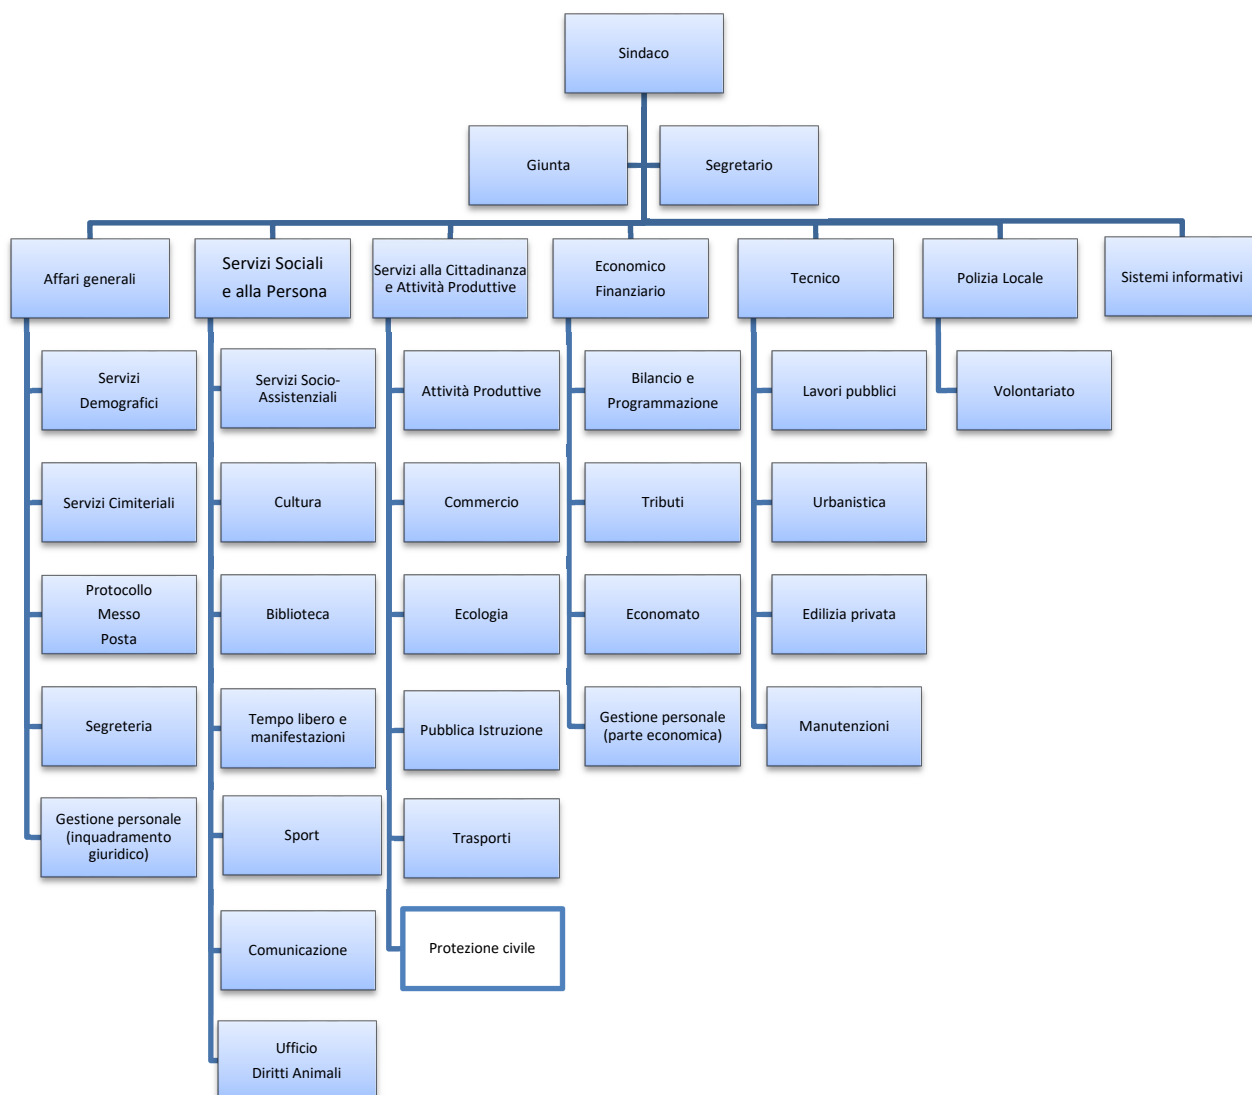 Sindaco
Giunta
Segretario
Affari generali
Servizi Sociali
e alla Persona
Servizi alla Cittadinanza
e Attività Produttive
Economico
Finanziario
Tecnico
Polizia Locale
Sistemi informativi
Servizi
Demografici
Servizi Socio-
Assistenziali
Attività Produttive
Bilancio e
Programmazione
Lavori pubblici
Volontariato
Servizi Cimiteriali
Cultura
Commercio
Tributi
Urbanistica
Protocollo
Messo
Posta
Biblioteca
Ecologia
Economato
Edilizia privata
Segreteria
Tempo libero e
manifestazioni
Pubblica Istruzione
Gestione personale
(parte economica)
Manutenzioni
Gestione personale
(inquadramento
giuridico)
Sport
Trasporti
Comunicazione
Protezione civile
Ufficio
Diritti Animali